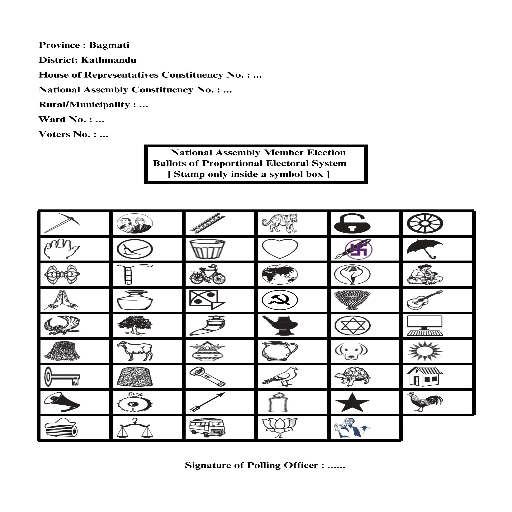 Province : Bagmati
District: Kathmandu
House of Representatives Constituency No. : ...
National Assembly Constituency No. : ...
Rural/Municipality : ...
Ward No. : ...
Voters No. : ...
National Assembly Member Election
Ballots of Proportional Electoral System
[ Stamp only inside a symbol box ]
Signature of Polling Officer : ......